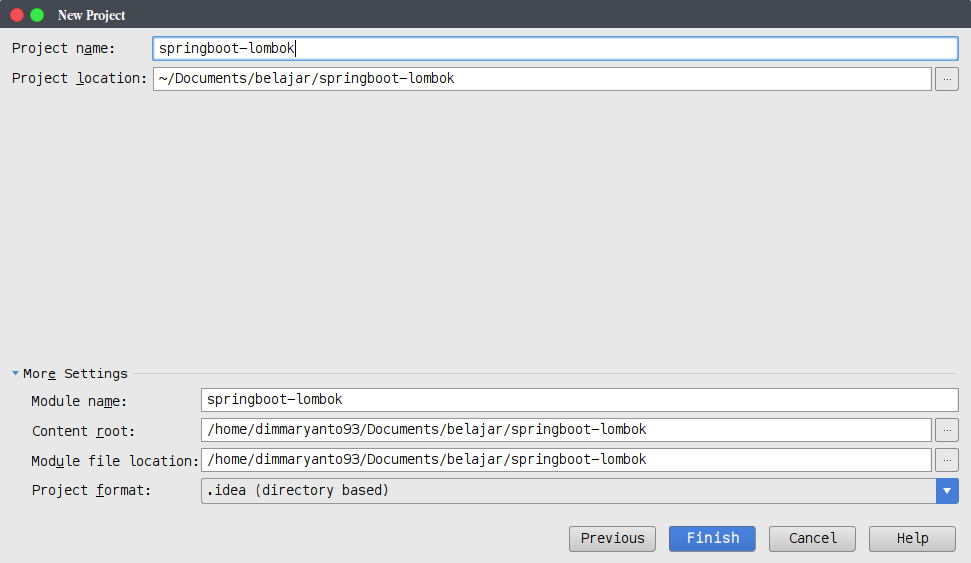 New Project
Project name: springboot-lombok
Project location: ~/Documents/belajar/springboot-lombok ...
More Settings
Module name: springboot-lombok
Content root: /home/dimmaryanto93/Documents/belajar/springboot-lombok ...
Module file location: /home/dimmaryanto93/Documents/belajar/springboot-lombok ...
Project format: .idea (directory based)
Previous Finish Cancel Help